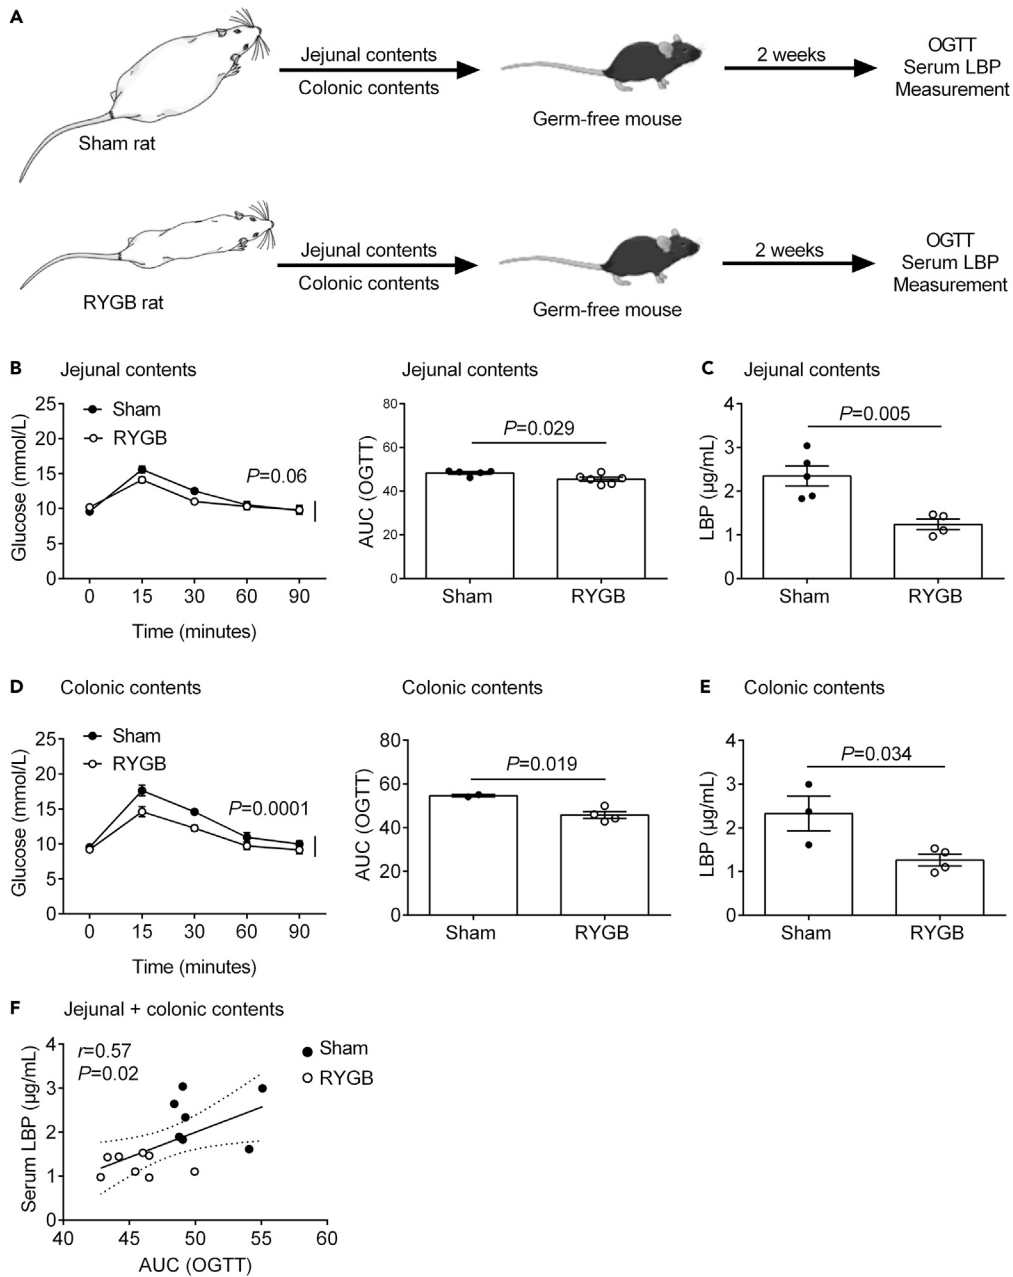 A
Jejunal contents
Colonic contents
2 weeks
OGTT
Serum LBP
Measurement
Sham rat
Germ-free mouse
Jejunal contents
Colonic contents
2 weeks
OGTT
Serum LBP
Measurement
RYGB rat
Germ-free mouse
B Jejunal contents
Glucose (mmol/L)
25
20
15
10
5
0
Sham
RYGB
P=0.06
0 15 30 60 90
Time (minutes)
Jejunal contents
AUC (OGTT)
80
60
40
20
0
P=0.029
Sham RYGB
C Jejunal contents
LBP (µg/mL)
4
3
2
1
0
P=0.005
Sham RYGB
D Colonic contents
Glucose (mmol/L)
25
20
15
10
5
0
Sham
RYGB
P=0.0001
0 15 30 60 90
Time (minutes)
Colonic contents
AUC (OGTT)
80
60
40
20
0
P=0.019
Sham RYGB
E Colonic contents
LBP (µg/mL)
4
3
2
1
0
P=0.034
Sham RYGB
F Jejunal + colonic contents
Serum LBP (µg/mL)
4
3
2
1
0
r=0.57
P=0.02
Sham
RYGB
40 45 50 55 60
AUC (OGTT)